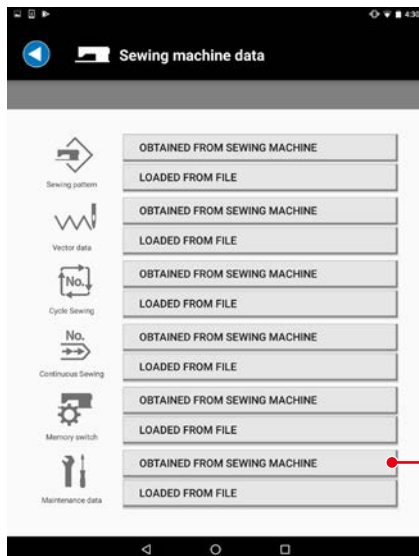 4:30
Sewing machine data
OBTAINED FROM SEWING MACHINE
LOADED FROM FILE
Sewing pattern
OBTAINED FROM SEWING MACHINE
LOADED FROM FILE
Vector data
OBTAINED FROM SEWING MACHINE
No.
LOADED FROM FILE
Cycle Sewing
OBTAINED FROM SEWING MACHINE
No.
LOADED FROM FILE
Continuous Sewing
OBTAINED FROM SEWING MACHINE
LOADED FROM FILE
Memory switch
OBTAINED FROM SEWING MACHINE
LOADED FROM FILE
Maintenance data